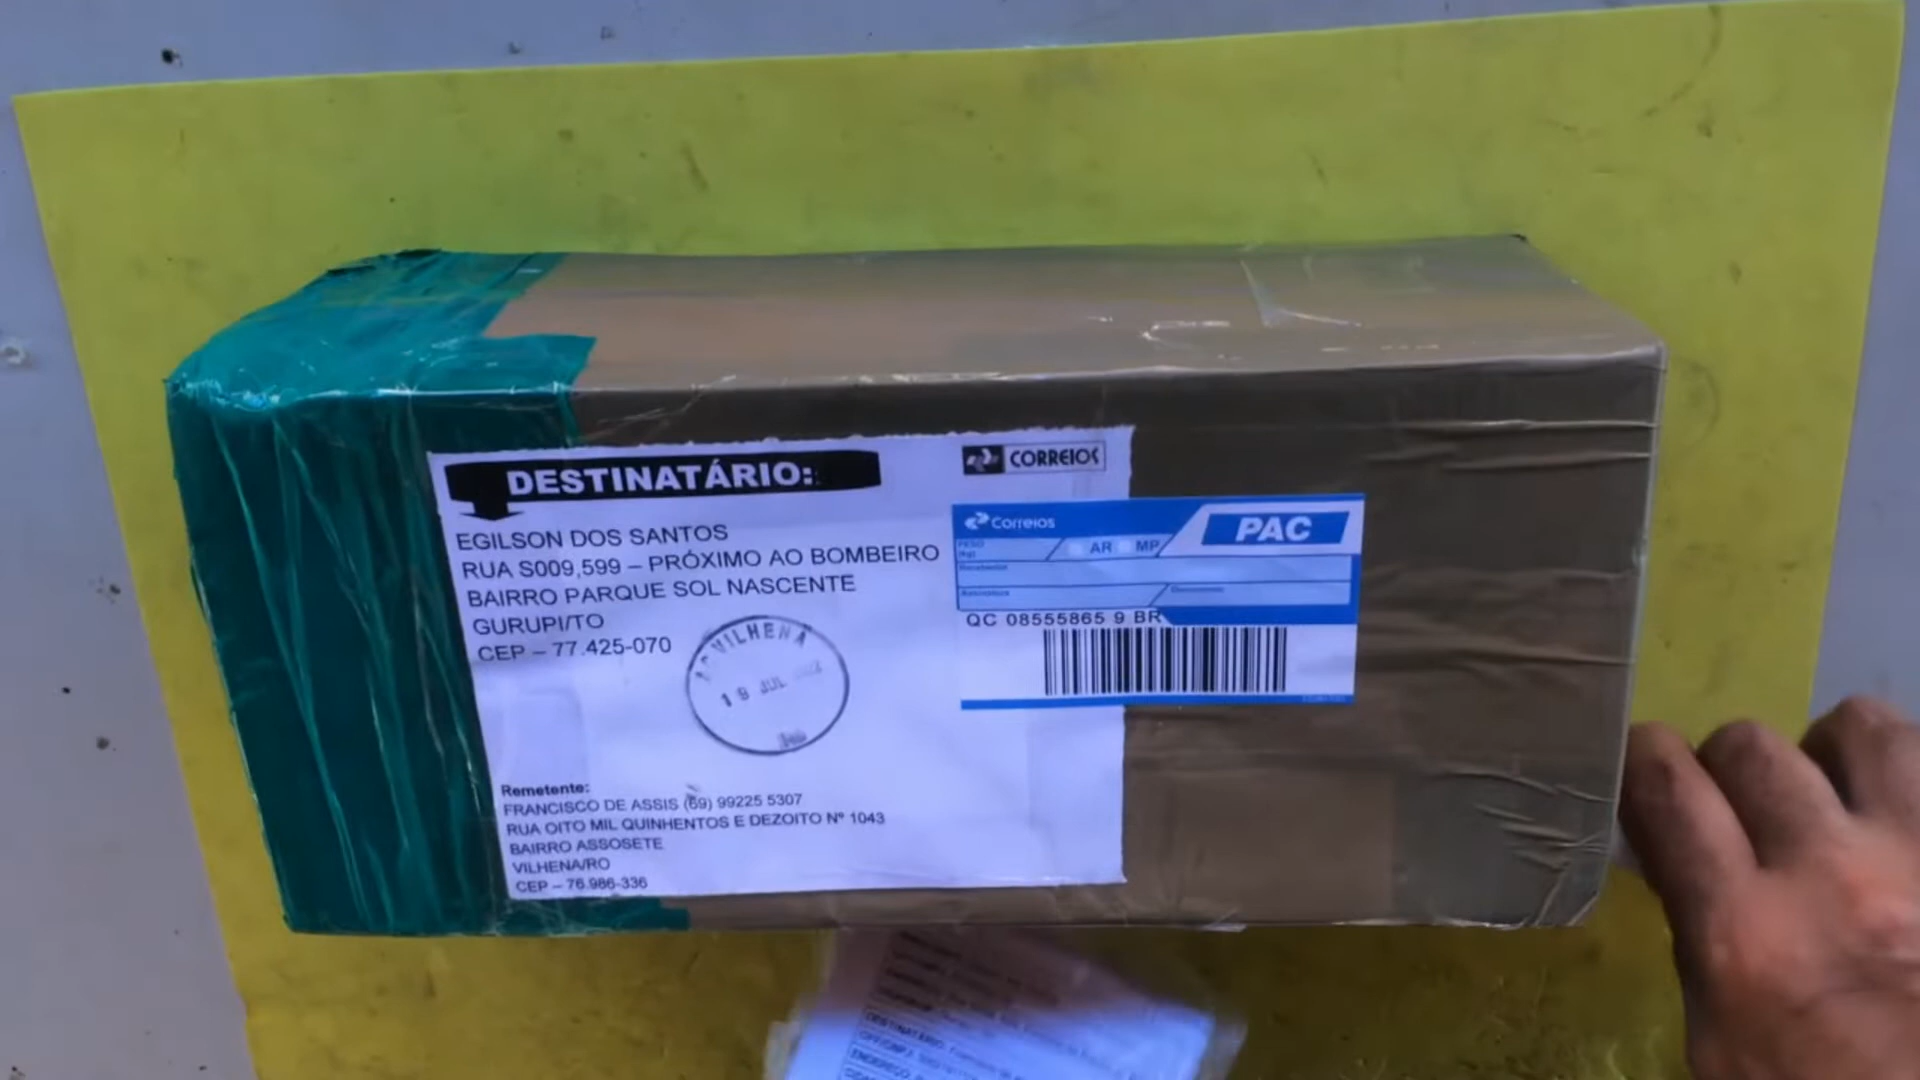 DESTINATÁRIO:
CORREIOS
EGILSON DOS SANTOS
RUA S009,599 – PRÓXIMO AO BOMBEIRO
BAIRRO PARQUE SOL NASCENTE
GURUPI/TO
CEP – 77.425-070
Correios
PAC
AR MP
QC 08555865 9 BR
VILHENA
19 JUL
Remetente:
FRANCISCO DE ASSIS (69) 99225 5307
RUA OITO MIL QUINHENTOS E DEZOITO Nº 1043
BAIRRO ASSOSETE
VILHENA/RO
CEP – 76.986-336
DESTINATÁRIO: